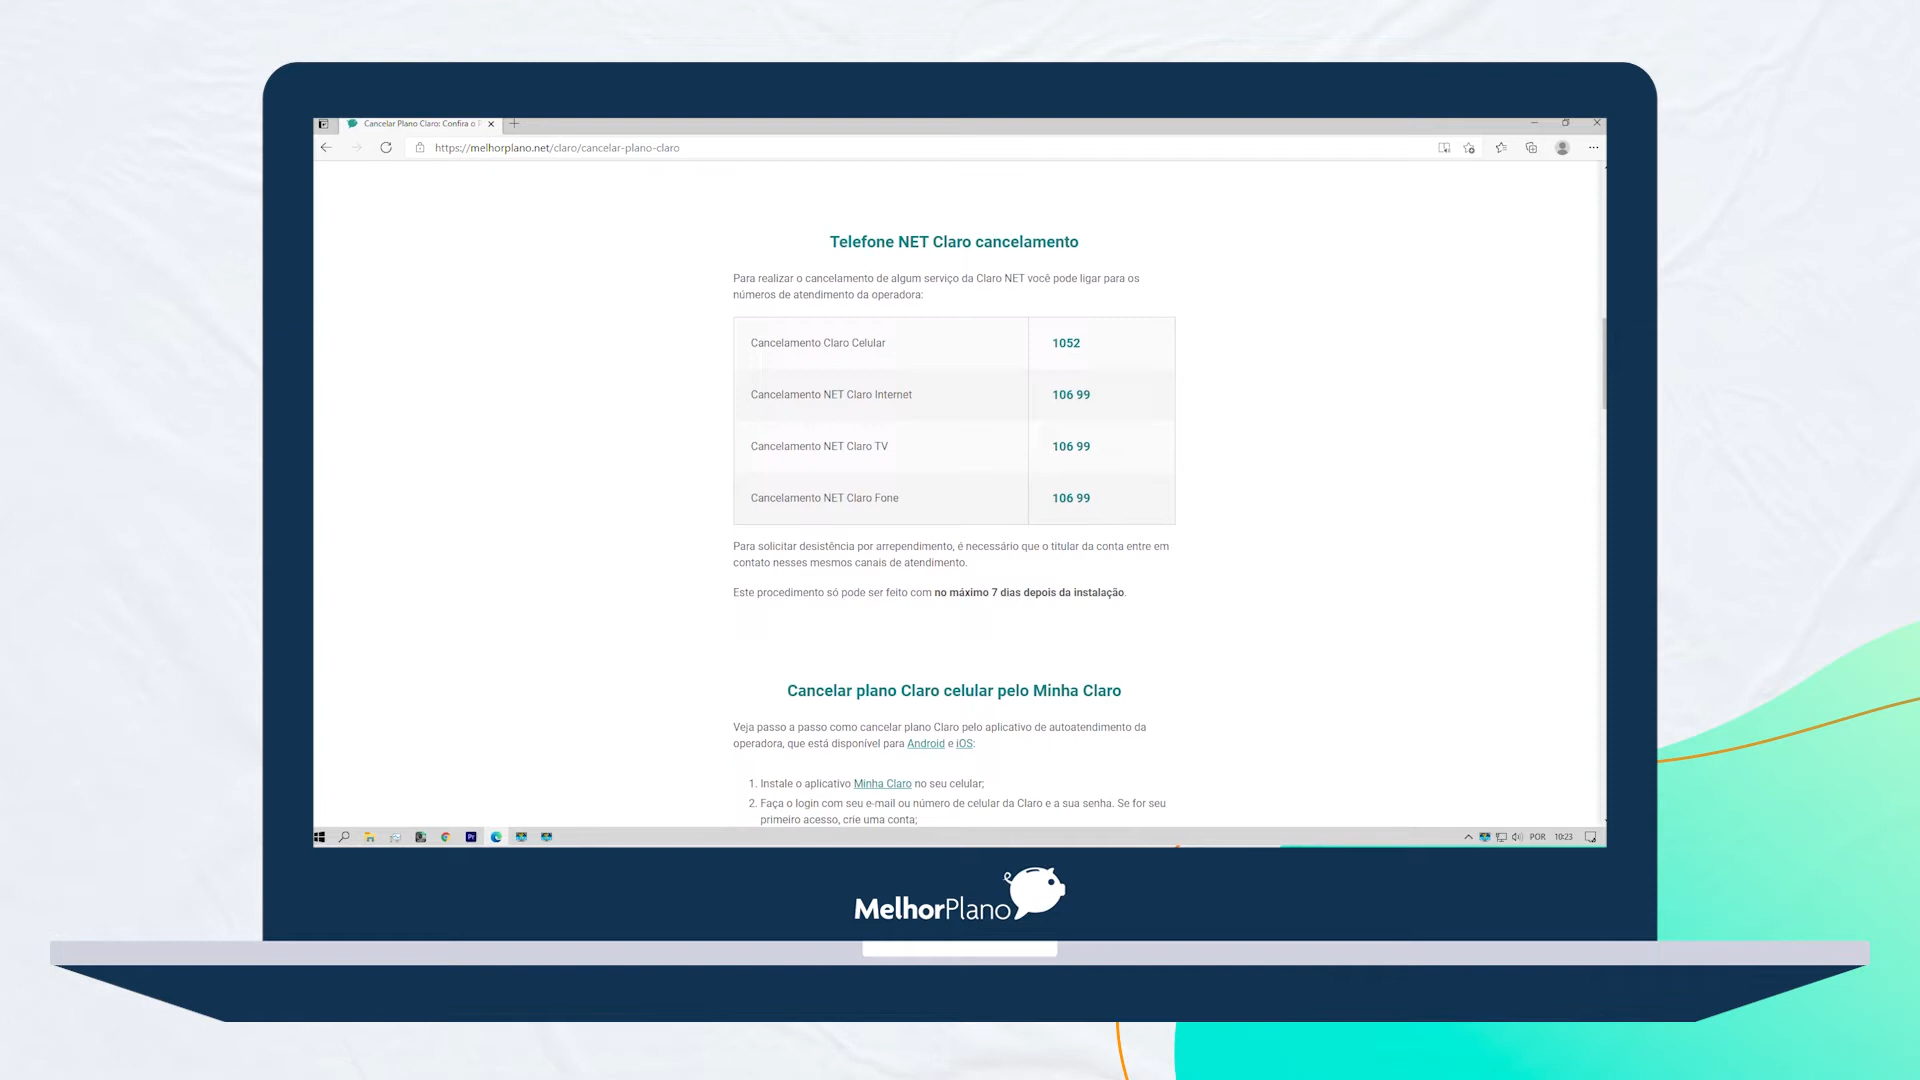 Cancelar Plano Claro: Confira o
https://melhorplano.net/claro/cancelar-plano-claro
Telefone NET Claro cancelamento
Para realizar o cancelamento de algum serviço da Claro NET você pode ligar para os
números de atendimento da operadora:
Cancelamento Claro Celular 1052
Cancelamento NET Claro Internet 106 99
Cancelamento NET Claro TV 106 99
Cancelamento NET Claro Fone 106 99
Para solicitar desistência por arrependimento, é necessário que o titular da conta entre em
contato nesses mesmos canais de atendimento.
Este procedimento só pode ser feito com no máximo 7 dias depois da instalação.
Cancelar plano Claro celular pelo Minha Claro
Veja passo a passo como cancelar plano Claro pelo aplicativo de autoatendimento da
operadora, que está disponível para Android e iOS:
1. Instale o aplicativo Minha Claro no seu celular;
2. Faça o login com seu e-mail ou número de celular da Claro e a sua senha. Se for seu
primeiro acesso, crie uma conta;
Pr
POR 10:23
MelhorPlano